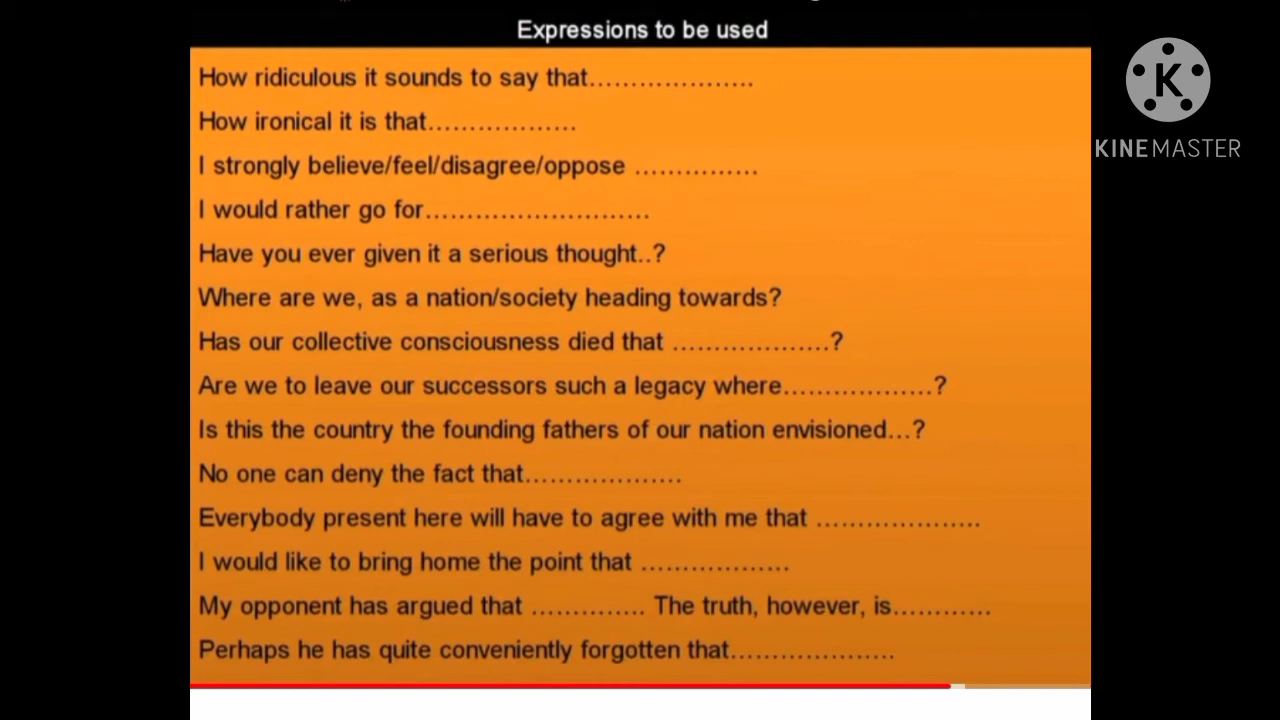 Expressions to be used
How ridiculous it sounds to say that....................
How ironical it is that..................
I strongly believe/feel/disagree/oppose ...............
I would rather go for...........................
Have you ever given it a serious thought..?
Where are we, as a nation/society heading towards?
Has our collective consciousness died that ...................?
Are we to leave our successors such a legacy where..................?
Is this the country the founding fathers of our nation envisioned...?
No one can deny the fact that...................
Everybody present here will have to agree with me that ....................
I would like to bring home the point that ..................
My opponent has argued that .............. The truth, however, is............
Perhaps he has quite conveniently forgotten that....................
K
KINEMASTER